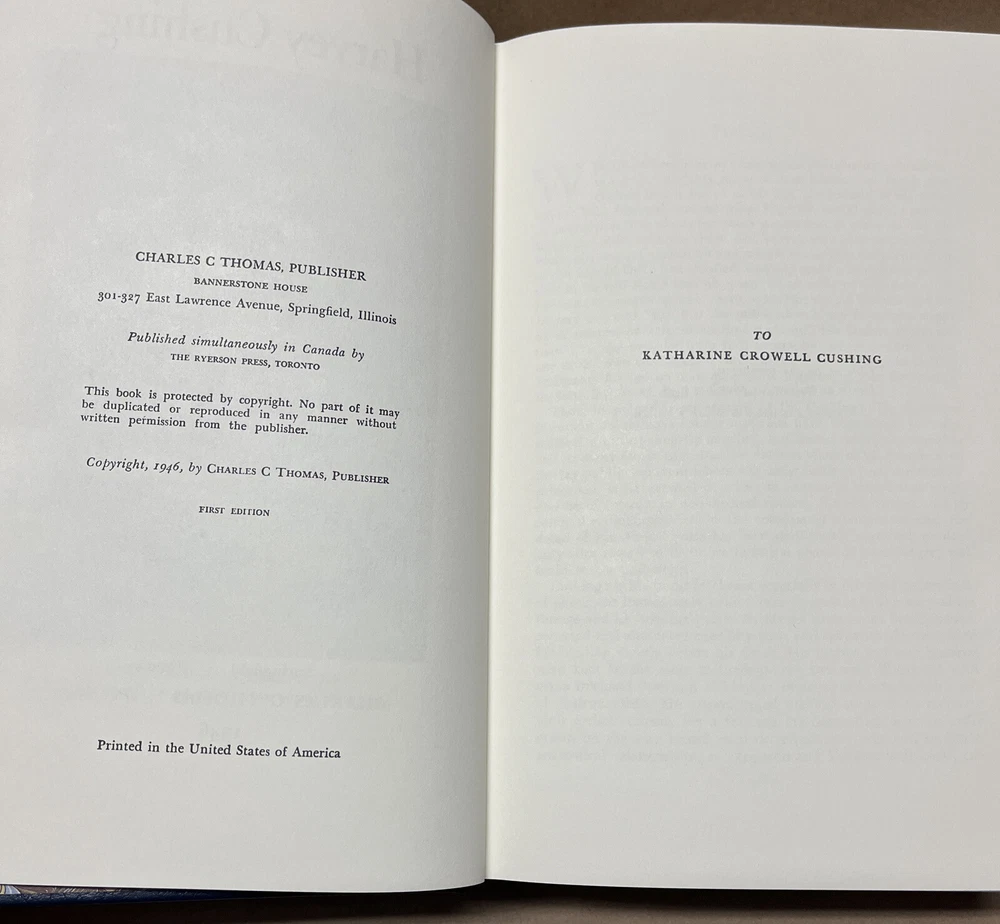 Harvey Cushing
CHARLES C THOMAS, PUBLISHER
BANNERSTONE HOUSE
301-327 East Lawrence Avenue, Springfield, Illinois
Published simultaneously in Canada by
THE RYERSON PRESS, TORONTO
This book is protected by copyright. No part of it may
be duplicated or reproduced in any manner without
written permission from the publisher.
Copyright, 1946, by CHARLES C THOMAS, PUBLISHER
FIRST EDITION
Printed in the United States of America
TO
KATHARINE CROWELL CUSHING